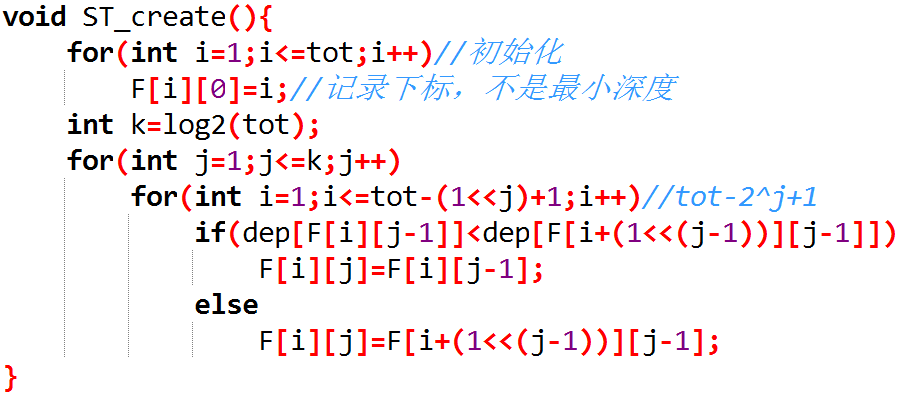 void ST_create(){
    for(int i=1;i<=tot;i++)//初始化
        F[i][0]=i;//记录下标，不是最小深度
    int k=log2(tot);
    for(int j=1;j<=k;j++)
        for(int i=1;i<=tot-(1<<j)+1;i++)//tot-2^j+1
            if(dep[F[i][j-1]]<dep[F[i+(1<<(j-1))][j-1]])
                F[i][j]=F[i][j-1];
            else
                F[i][j]=F[i+(1<<(j-1))][j-1];
}